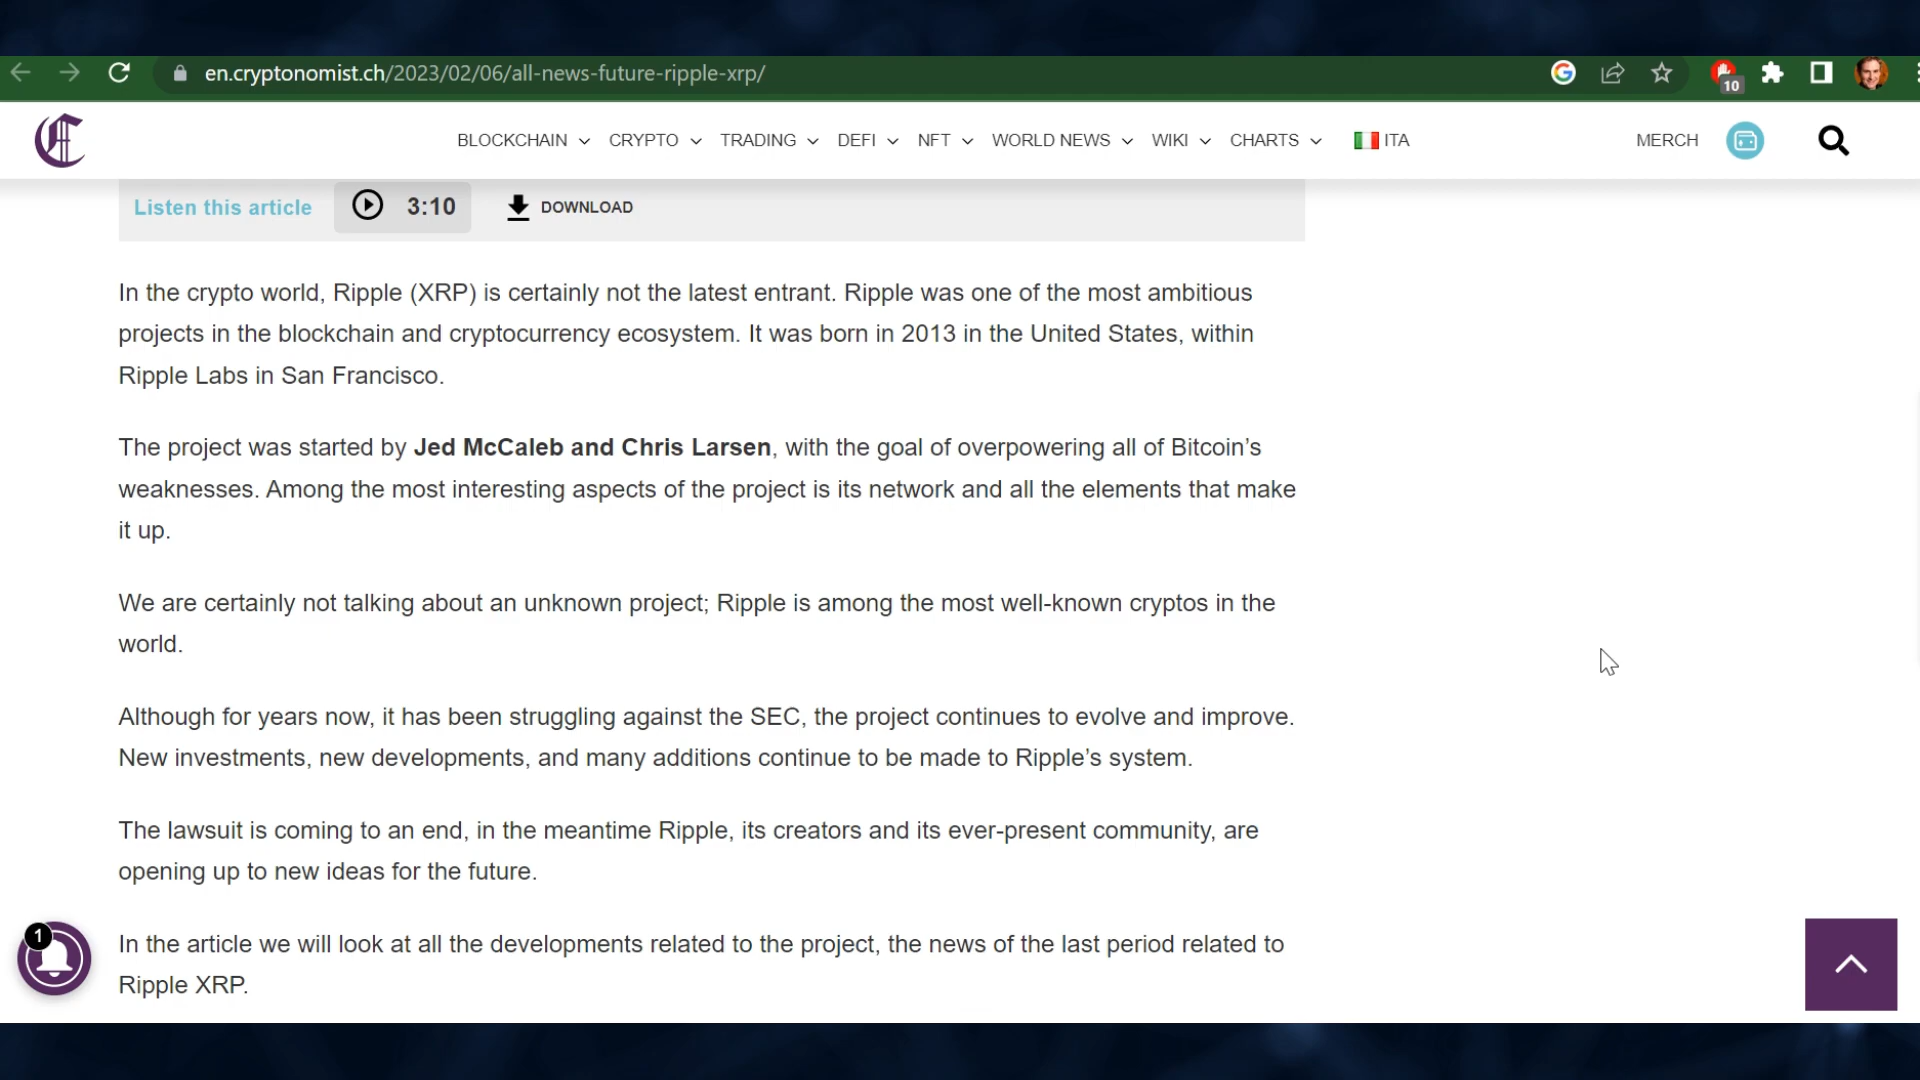 en.cryptonomist.ch/2023/02/06/all-news-future-ripple-xrp/
10
BLOCKCHAIN CRYPTO TRADING DEFI NFT WORLD NEWS WIKI CHARTS ITA MERCH
Listen this article 3:10 DOWNLOAD
In the crypto world, Ripple (XRP) is certainly not the latest entrant. Ripple was one of the most ambitious
projects in the blockchain and cryptocurrency ecosystem. It was born in 2013 in the United States, within
Ripple Labs in San Francisco.
The project was started by Jed McCaleb and Chris Larsen, with the goal of overpowering all of Bitcoin’s
weaknesses. Among the most interesting aspects of the project is its network and all the elements that make
it up.
We are certainly not talking about an unknown project; Ripple is among the most well-known cryptos in the
world.
Although for years now, it has been struggling against the SEC, the project continues to evolve and improve.
New investments, new developments, and many additions continue to be made to Ripple’s system.
The lawsuit is coming to an end, in the meantime Ripple, its creators and its ever-present community, are
opening up to new ideas for the future.
1
In the article we will look at all the developments related to the project, the news of the last period related to
Ripple XRP.